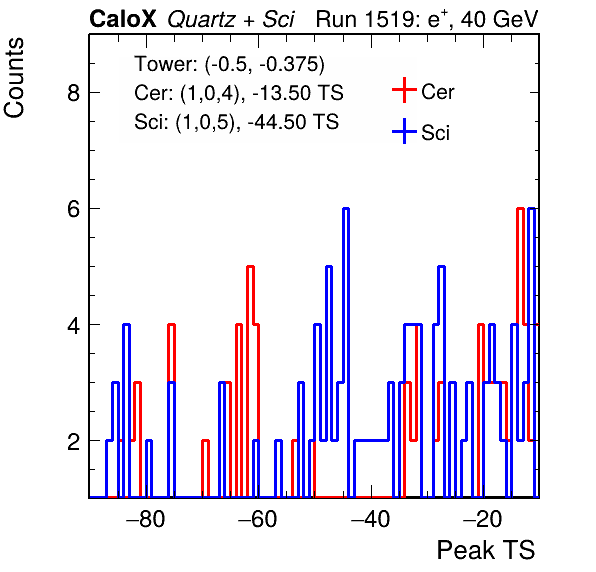 CaloX Quartz + Sci Run 1519: e+, 40 GeV
Counts
Tower: (-0.5, -0.375)
Cer: (1,0,4), -13.50 TS
Sci: (1,0,5), -44.50 TS
Cer
Sci
8
6
4
2
−80 −60 −40 −20
Peak TS